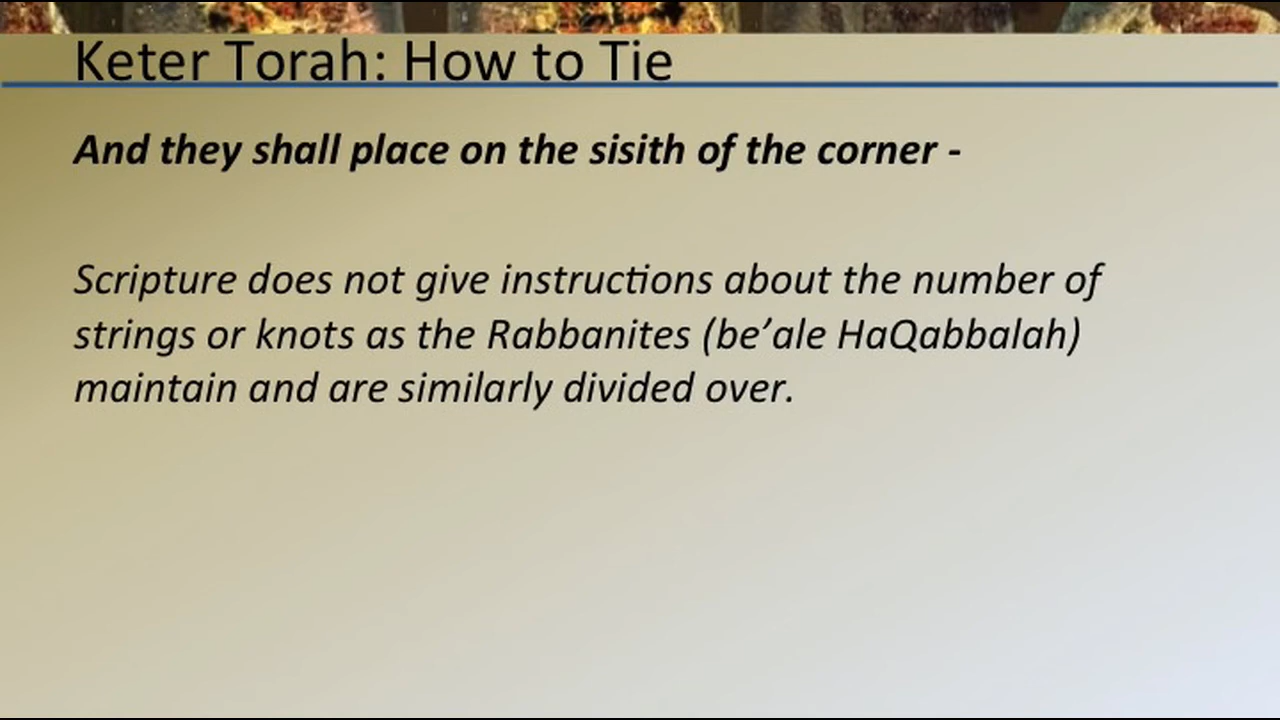 Keter Torah: How to Tie
And they shall place on the sisith of the corner -
Scripture does not give instructions about the number of
strings or knots as the Rabbanites (be’ale HaQabbalah)
maintain and are similarly divided over.